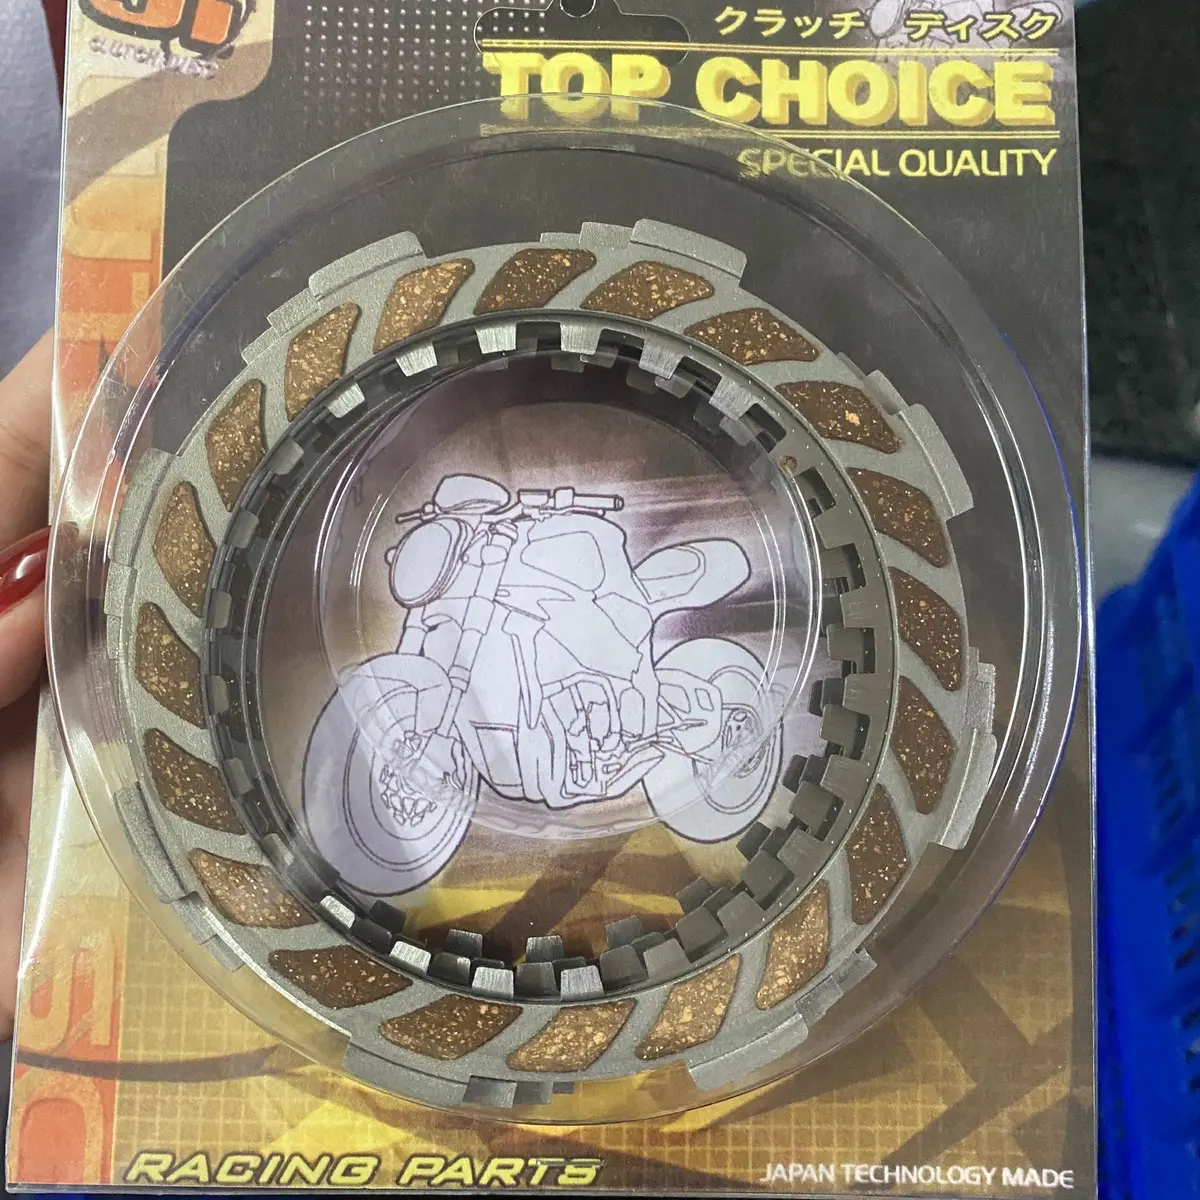 クラッチ ディスク
TOP CHOICE
SPECIAL QUALITY
RACING PARTS
JAPAN TECHNOLOGY MADE